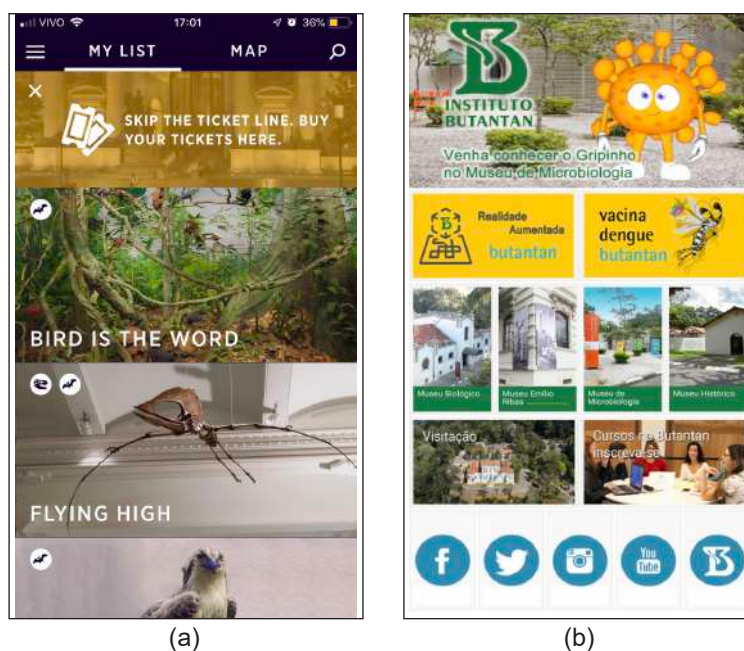 VIVO
17:01
36%
MY LIST
MAP
SKIP THE TICKET LINE. BUY
YOUR TICKETS HERE.
BIRD IS THE WORD
FLYING HIGH
(a)
INSTITUTO
BUTANTAN
Venha conhecer o Gripinho
no Museu de Microbiologia
Realidade
Aumentada
butantan
vacina
dengue
butantan
Museu Biológico
Museu Emílio
Ribas
Museu de
Microbiologia
Museu Histórico
Visitação
Cursos no Butantan
inscreva-se
You
Tube
(b)